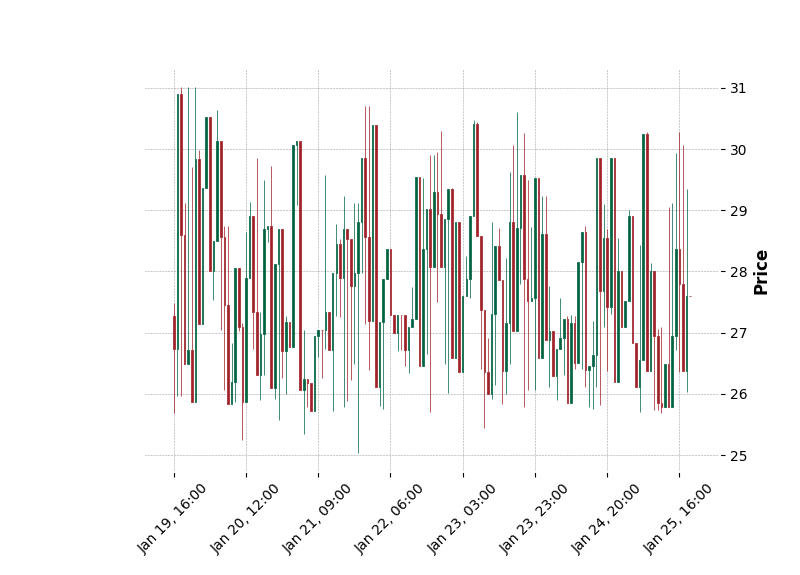 31
30
29
28
27
26
25
Price
Jan 19, 16:00
Jan 20, 12:00
Jan 21, 09:00
Jan 22, 06:00
Jan 23, 03:00
Jan 23, 23:00
Jan 24, 20:00
Jan 25, 16:00